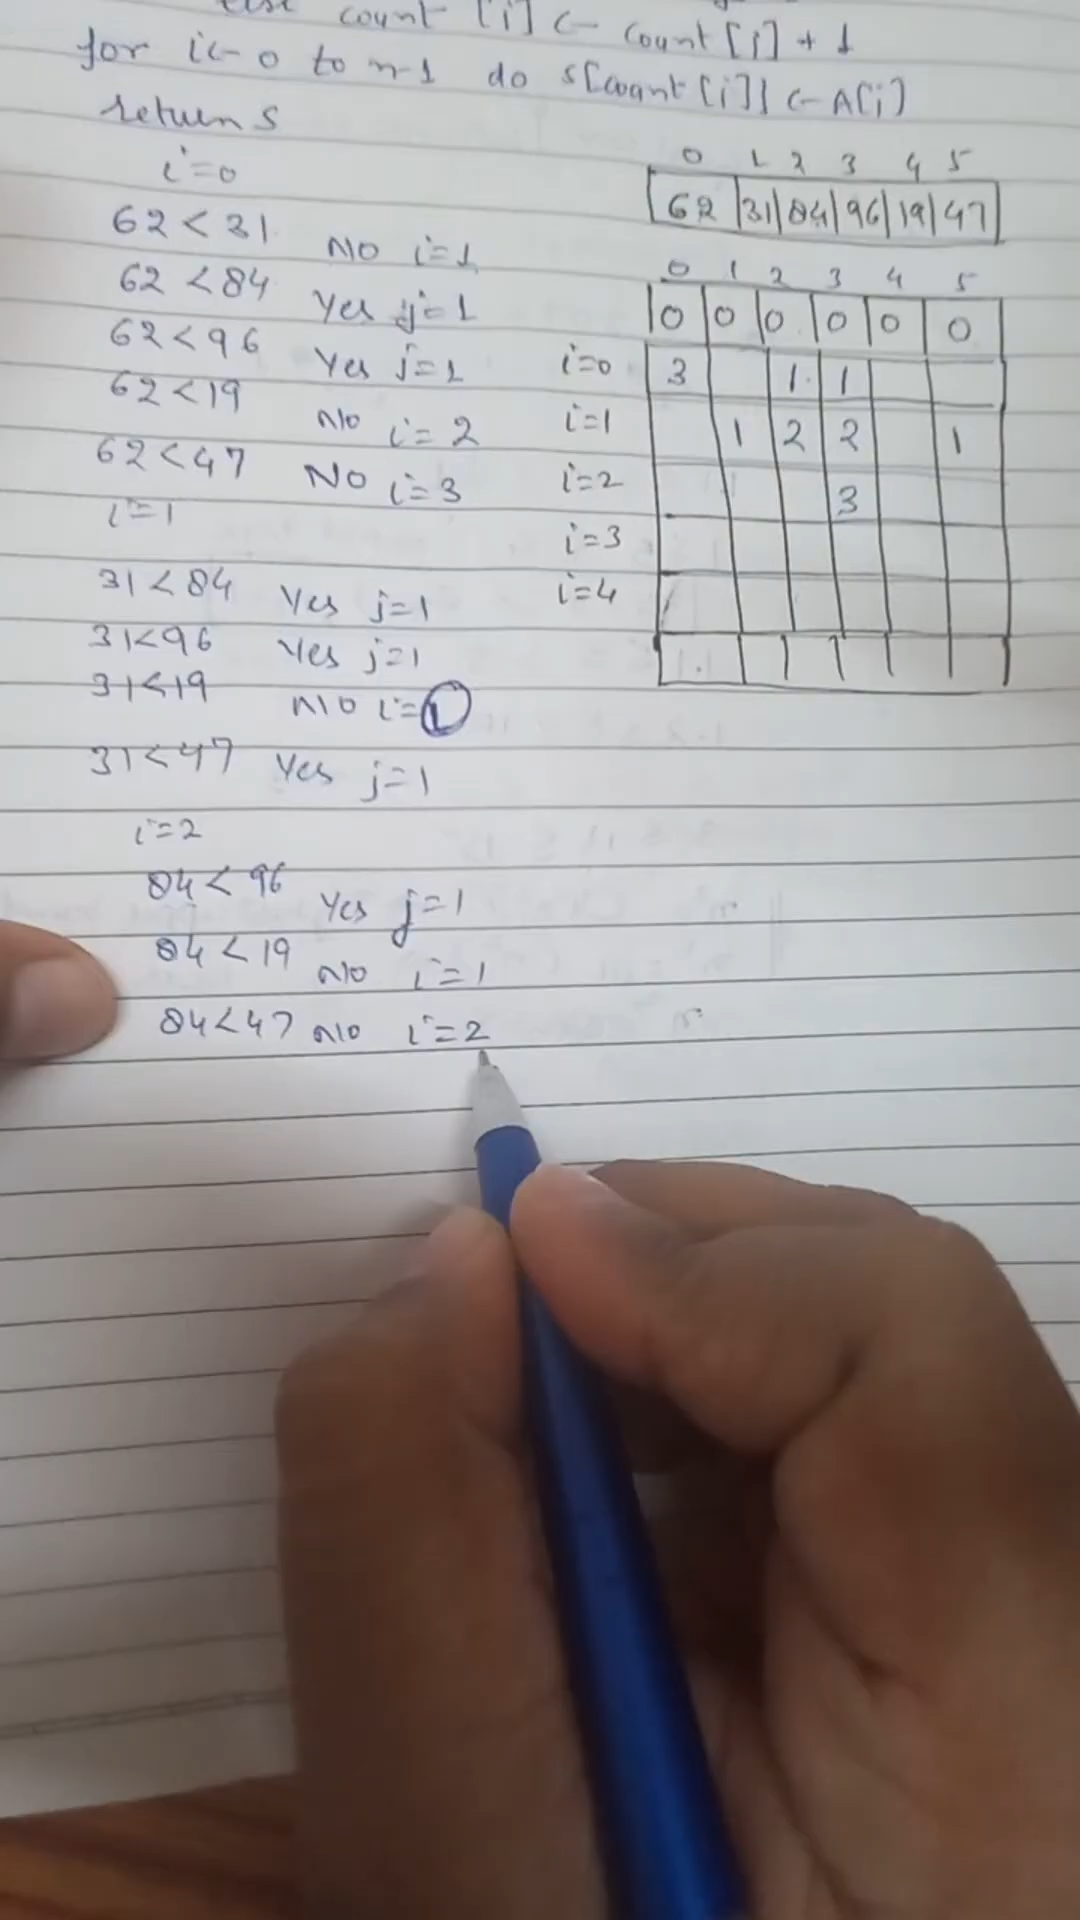 else count [i] <- count [i] + 1
for i <- 0 to n-1 do s[count [i]] <- A[i]
return s
i=0
62 < 31 No i=1
62 < 84 Yes j=1
62 < 96 Yes j=1
62 < 19 No i=2
62 < 47 No i=3
i=1
31 < 84 Yes j=1
31 < 96 Yes j=1
31 < 19 No i=1
31 < 47 Yes j=1
i=2
84 < 96 Yes j=1
84 < 19 No i=1
84 < 47 No i=2
0 1 2 3 4 5
62 31 84 96 19 47
0 1 2 3 4 5
0 0 0 0 0 0
i=0 3 1 1
i=1 1 2 2 1
i=2 3
i=3
i=4